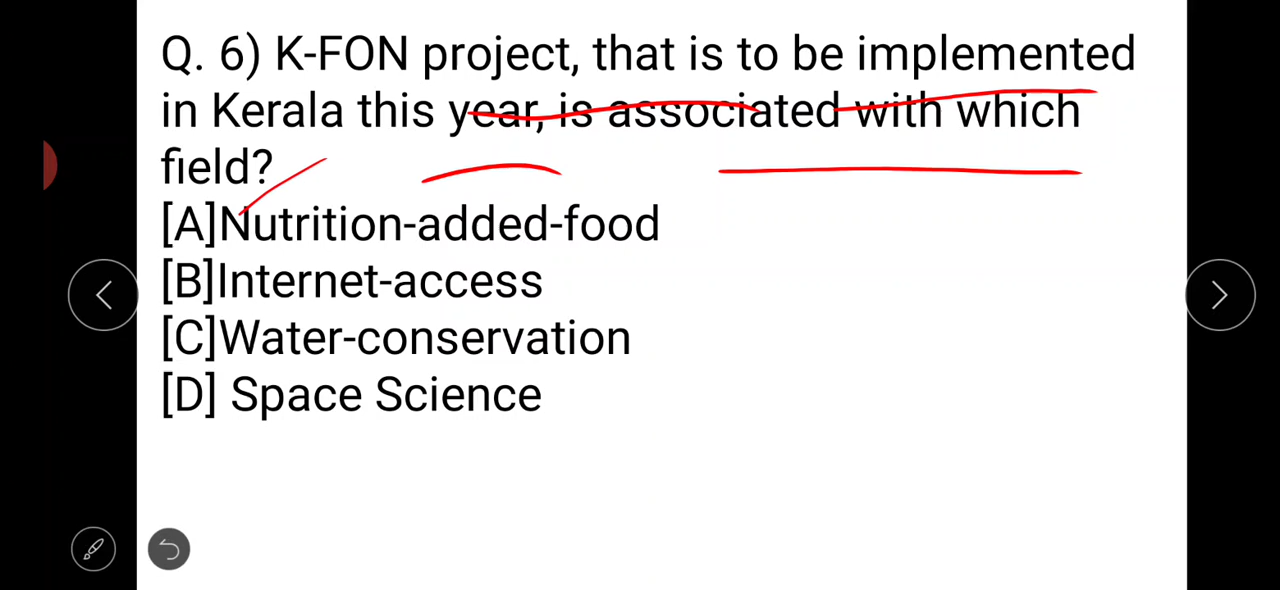 Q. 6) K-FON project, that is to be implemented
in Kerala this year, is associated with which
field?
[A]Nutrition-added-food
[B]Internet-access
[C]Water-conservation
[D] Space Science